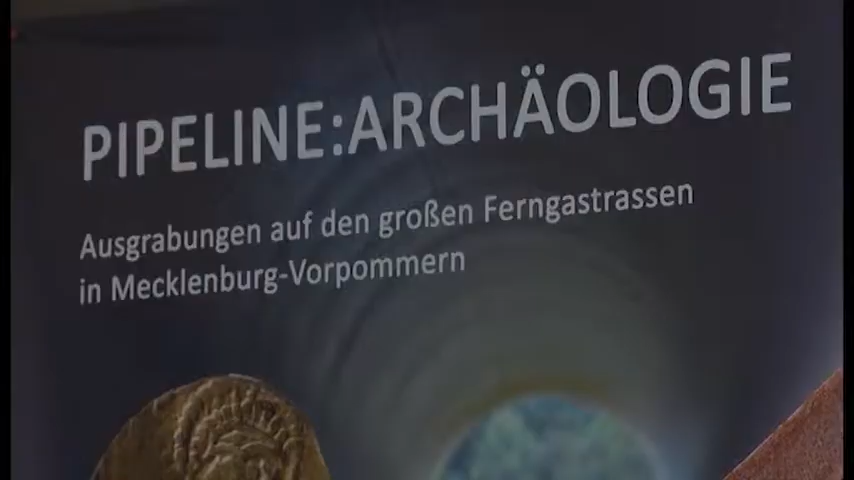 PIPELINE:ARCHÄOLOGIE
Ausgrabungen auf den großen Ferngastrassen
in Mecklenburg-Vorpommern